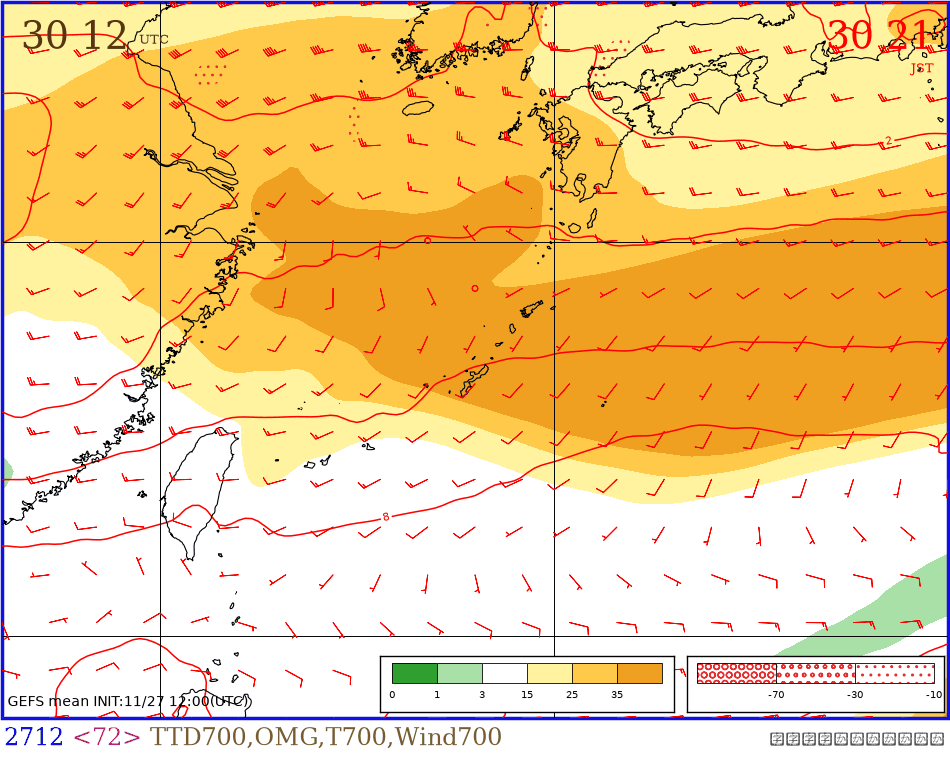 30 12 UTC
30 21
JST
2
8
GEFS mean INIT:11/27 12:00(UTC)
0 1 3 15 25 35
-70 -30 -10
2712 <72> TTD700,OMG,T700,Wind700